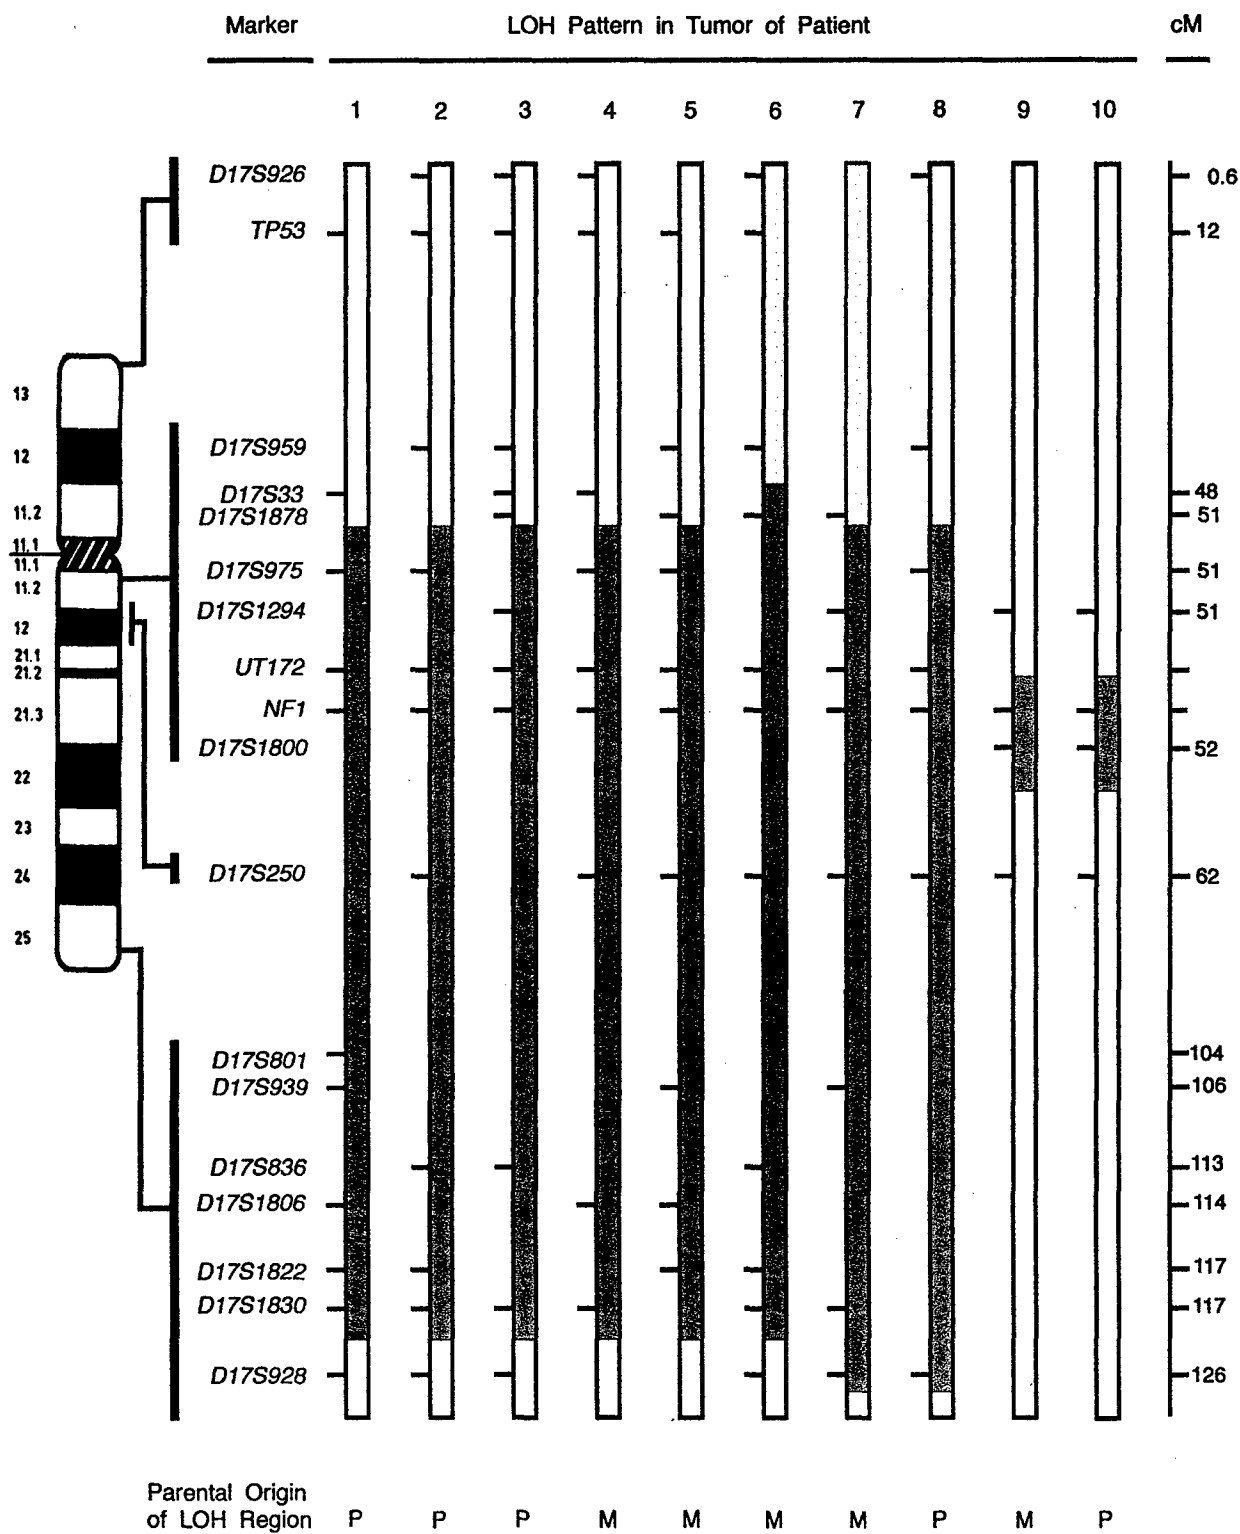 Marker LOH Pattern in Tumor of Patient cM
1 2 3 4 5 6 7 8 9 10
D17S926 0.6
TP53 12
13
12 D17S959
D17S33 48
11.2 D17S1878 51
11.1
11.1 D17S975 51
11.2
D17S1294 51
12
21.1
21.2 UT172
21.3 NF1
D17S1800 52
22
23
24 D17S250 62
25
D17S801 104
D17S939 106
D17S836 113
D17S1806 114
D17S1822 117
D17S1830 117
D17S928 126
Parental Origin
of LOH Region P P P M M M M P M P